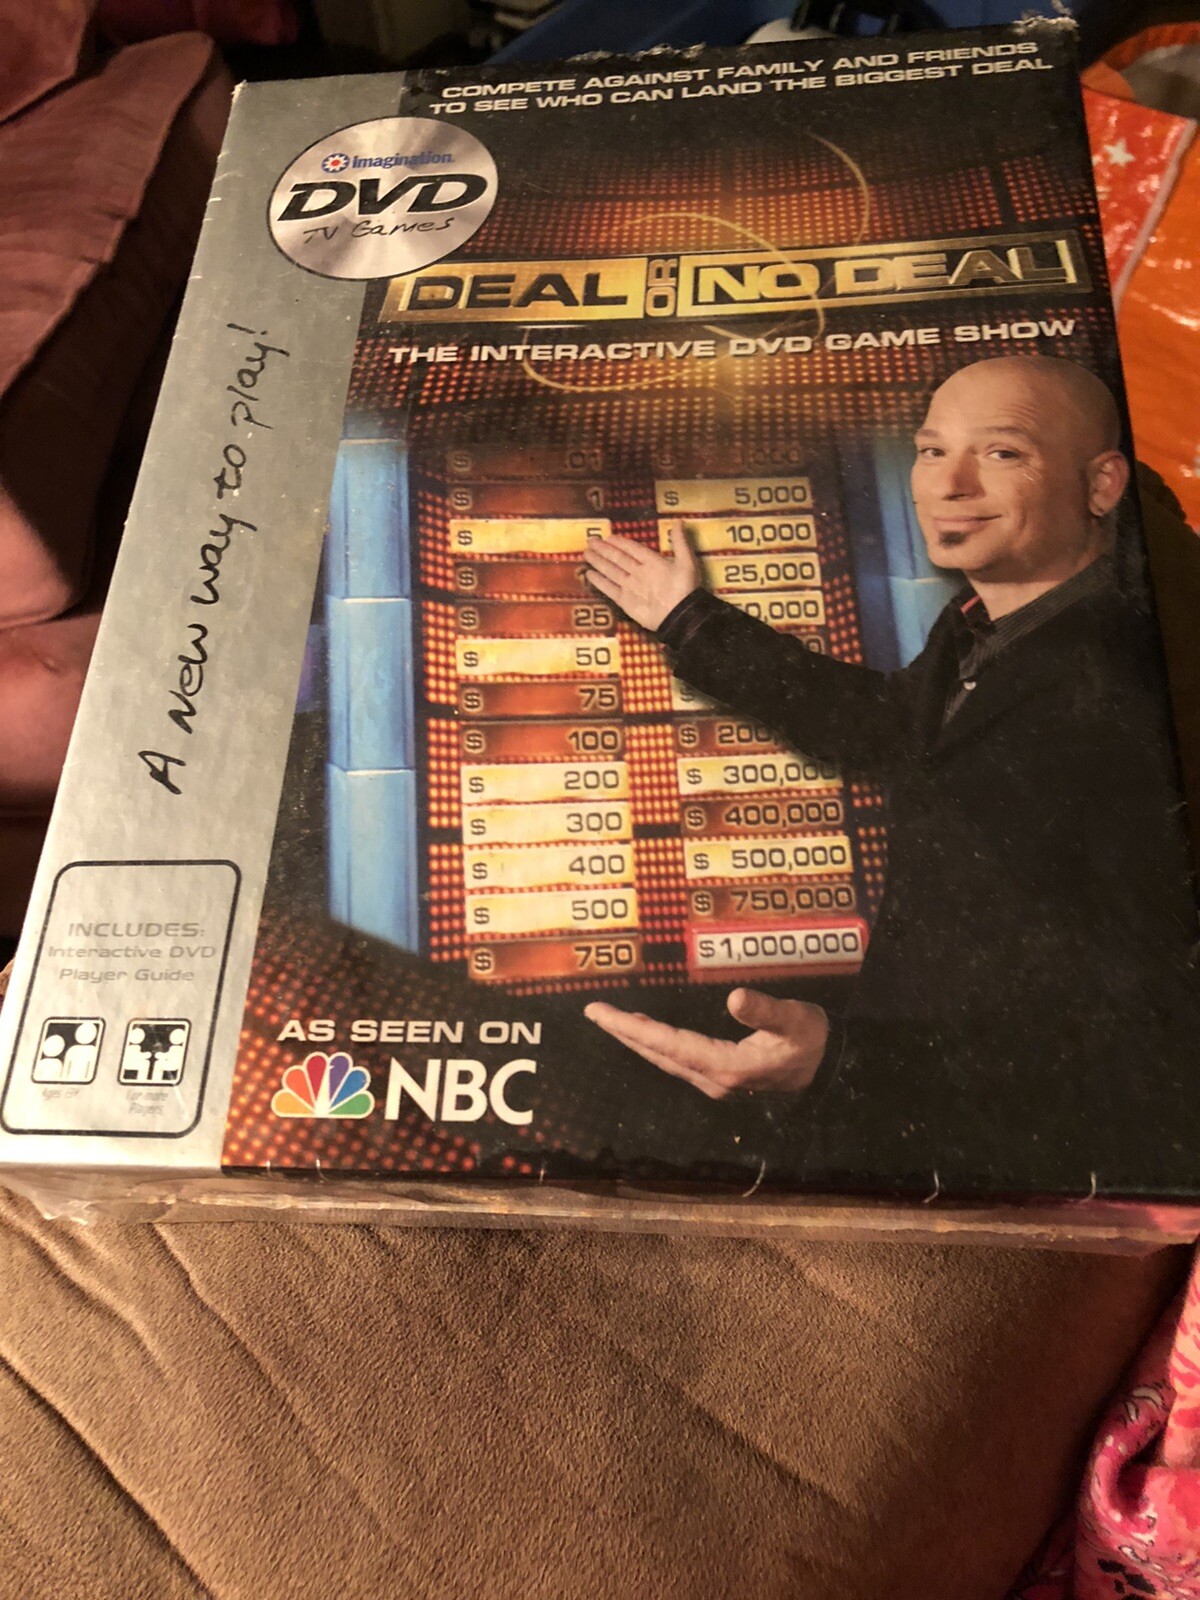 COMPETE AGAINST FAMILY AND FRIENDS
TO SEE WHO CAN LAND THE BIGGEST DEAL
Imagination
DVD
TV Games
DEAL OR NO DEAL
THE INTERACTIVE DVD GAME SHOW
A New way to play!
$ .01
$ 1
$ 5
$
$ 25
$ 50
$ 75
$ 100
$ 200
$ 300
$ 400
$ 500
$ 750
$ 5,000
$ 10,000
25,000
$ 300,000
$ 400,000
$ 500,000
$ 750,000
$1,000,000
INCLUDES:
Interactive DVD
Player Guide
Players
AS SEEN ON
NBC